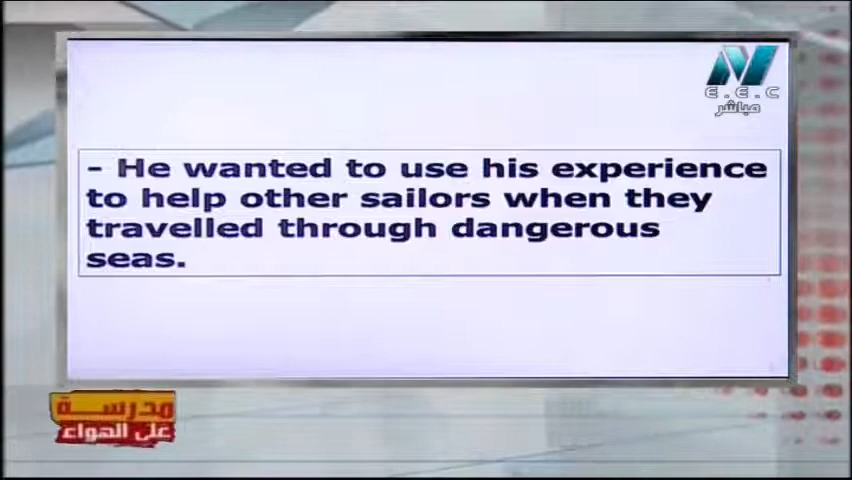 E.E.C
مباشر
- He wanted to use his experience
to help other sailors when they
travelled through dangerous
seas.
مدرسة
على الهواء